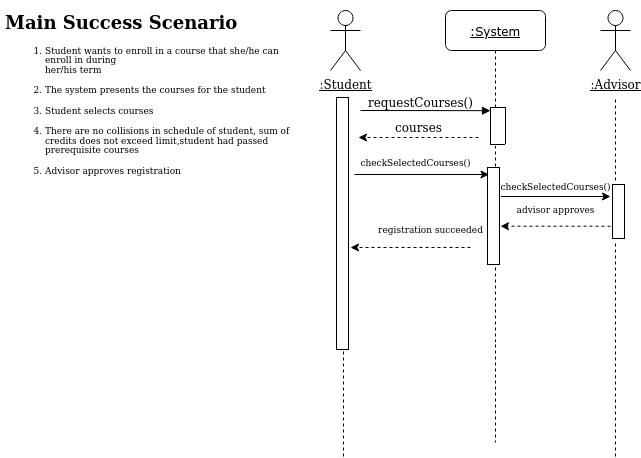 Main Success Scenario
1. Student wants to enroll in a course that she/he can
enroll in during
her/his term
2. The system presents the courses for the student
3. Student selects courses
4. There are no collisions in schedule of student, sum of
credits does not exceed limit,student had passed
prerequisite courses
5. Advisor approves registration
:System
:Student
:Advisor
requestCourses()
courses
checkSelectedCourses()
checkSelectedCourses()
advisor approves
registration succeeded